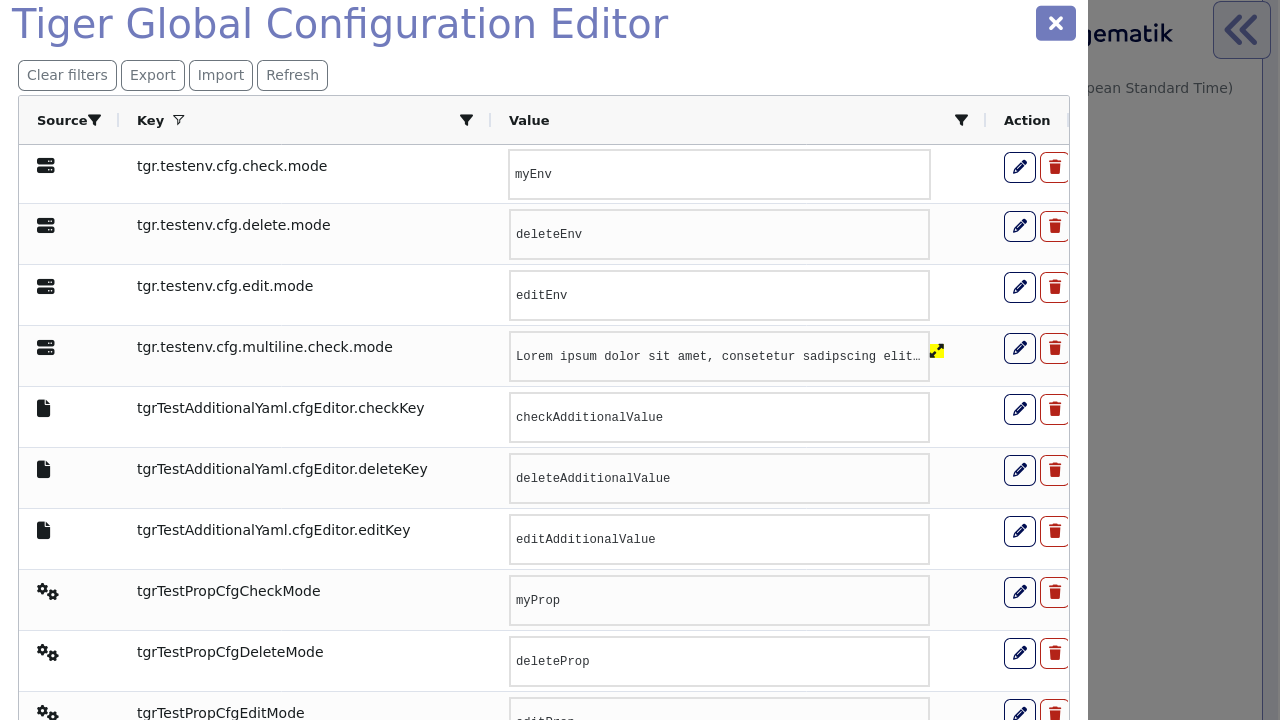 Tiger Global Configuration Editor
gematik
Clear filters Export Import Refresh
pean Standard Time)
Source Key Value Action
tgr.testenv.cfg.check.mode myEnv
tgr.testenv.cfg.delete.mode deleteEnv
tgr.testenv.cfg.edit.mode editEnv
tgr.testenv.cfg.multiline.check.mode Lorem ipsum dolor sit amet, consetetur sadipscing elit…
tgrTestAdditionalYaml.cfgEditor.checkKey checkAdditionalValue
tgrTestAdditionalYaml.cfgEditor.deleteKey deleteAdditionalValue
tgrTestAdditionalYaml.cfgEditor.editKey editAdditionalValue
tgrTestPropCfgCheckMode myProp
tgrTestPropCfgDeleteMode deleteProp
tgrTestPropCfgEditMode editProp